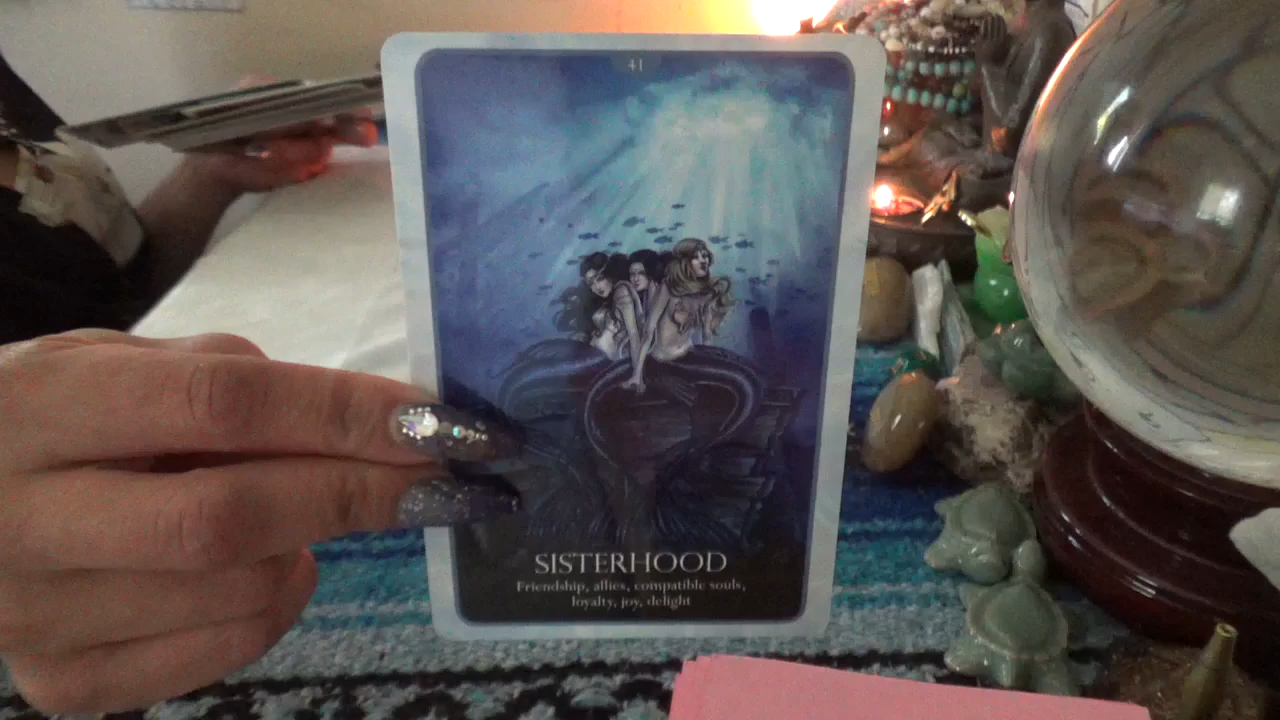 41
SISTERHOOD
Friendship, allies, compatible souls,
loyalty, joy, delight